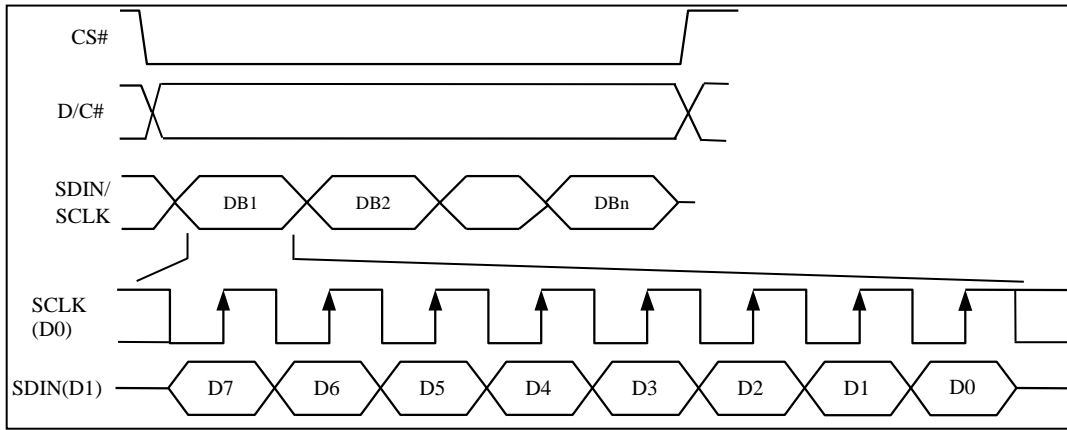 CS#
D/C#
SDIN/
SCLK
DB1 DB2 DBn
SCLK
(D0)
SDIN(D1) D7 D6 D5 D4 D3 D2 D1 D0